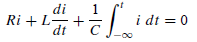 Ri + L di/dt + 1/C ∫_{-∞}^{t} i dt = 0